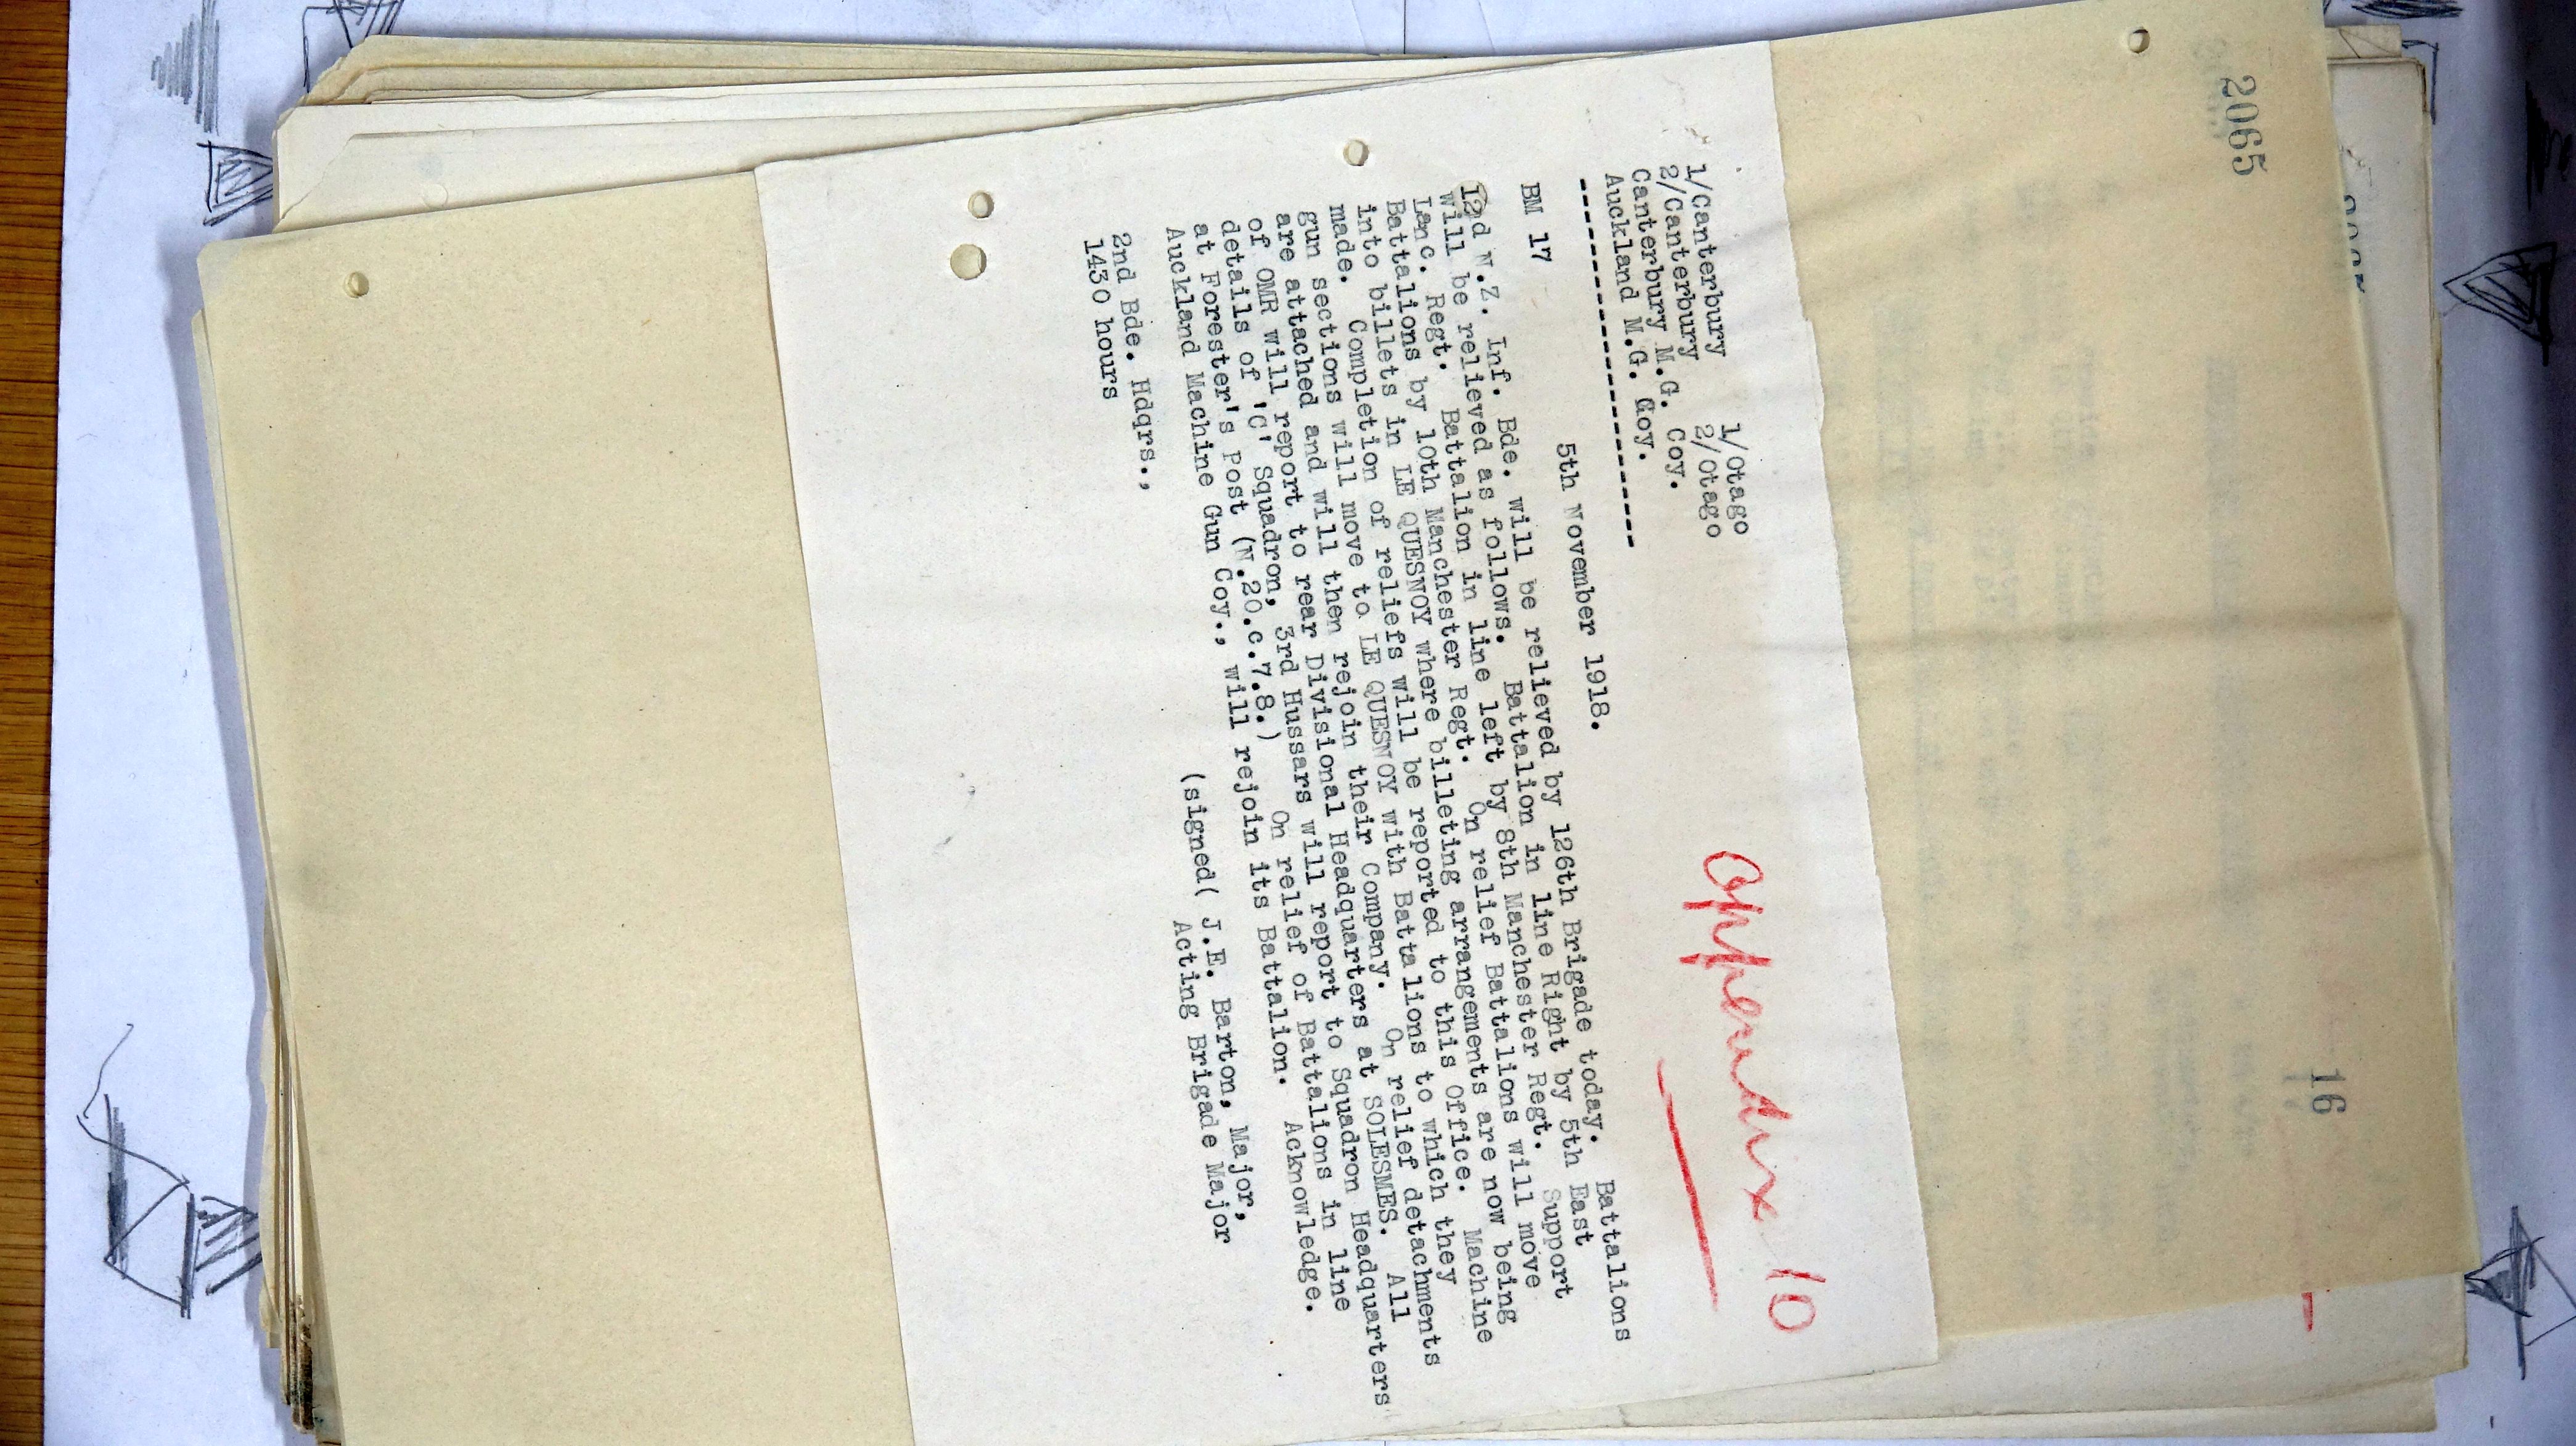 2065
16
Appendix 10
1/Canterbury 1/Otago
2/Canterbury 2/Otago
Canterbury M.G. Coy.
Auckland M.G. Coy.
------------------------------
5th November 1918.
BM 17
12nd N.Z. Inf. Bde. will be relieved by 126th Brigade today. Battalions
will be relieved as follows. Battalion in line Right by 5th East
Lanc. Regt. Battalion in line left by 8th Manchester Regt. Support
Battalions by 10th Manchester Regt. On relief Battalions will move
into billets in LE QUESNOY where billeting arrangements are now being
made. Completion of reliefs will be reported to this Office. Machine
gun sections will move to LE QUESNOY with Battalions to which they
are attached and will then rejoin their Company. On relief detachments
of OMR will report to rear Divisional Headquarters at SOLESMES. All
details of 'C' Squadron, 3rd Hussars will report to Squadron Headquarters
at Forester's Post (N.20.c.7.8.) On relief of Battalions in line
Auckland Machine Gun Coy., will rejoin its Battalion. Acknowledge.
(signed( J.E. Barton, Major,
Acting Brigade Major
2nd Bde. Hdqrs.,
1430 hours